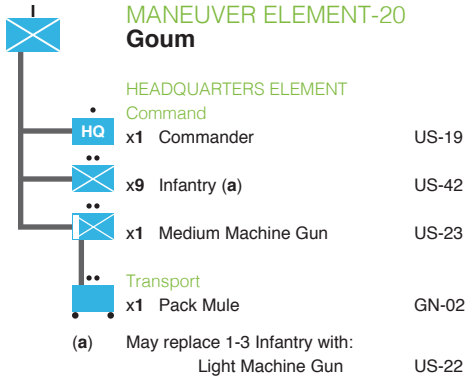 MANEUVER ELEMENT-20
Goum
HEADQUARTERS ELEMENT
Command
HQ x1 Commander US-19
x9 Infantry (a) US-42
x1 Medium Machine Gun US-23
Transport
x1 Pack Mule GN-02
(a) May replace 1-3 Infantry with:
Light Machine Gun US-22